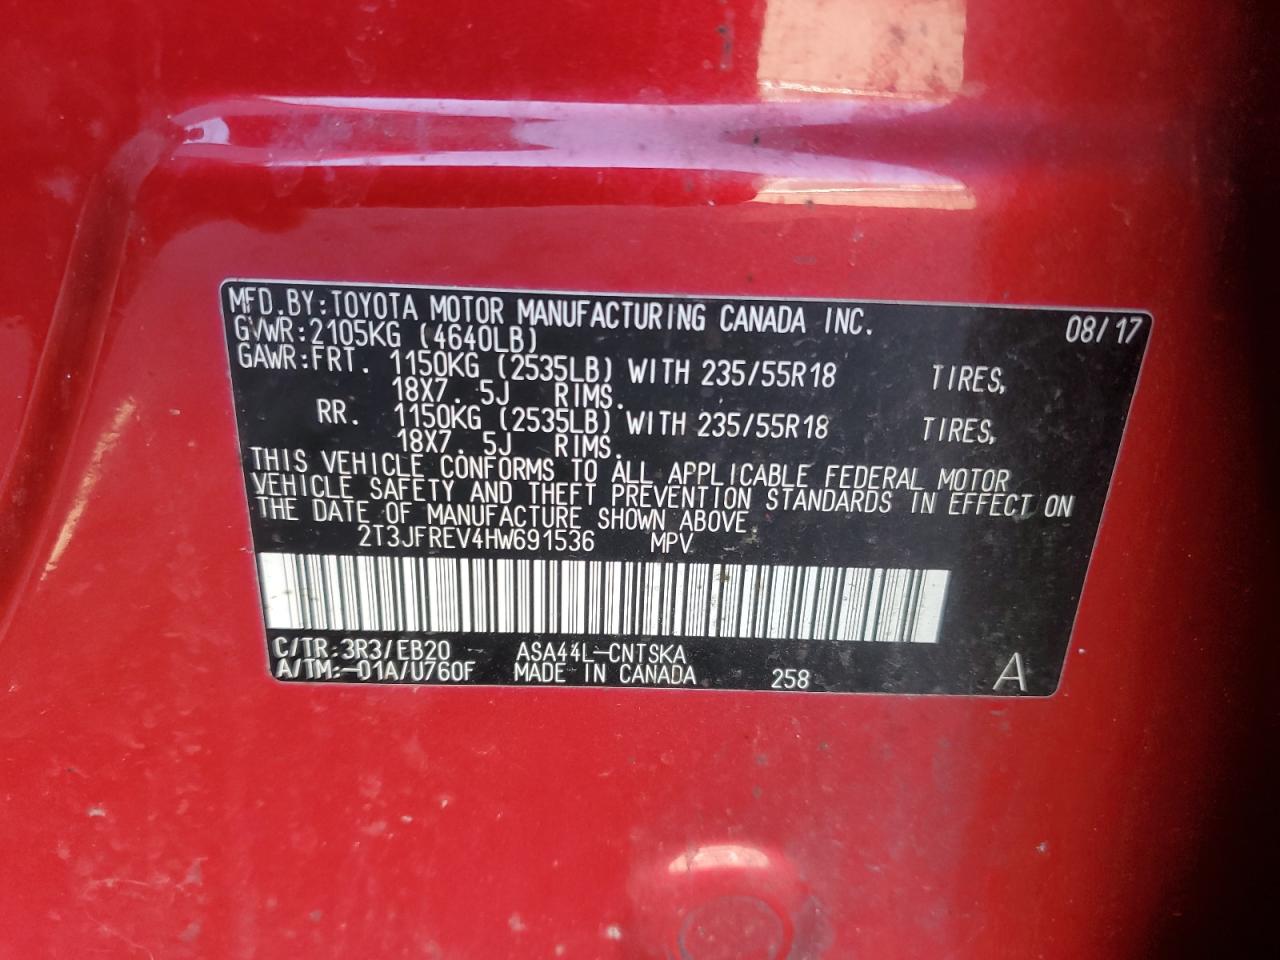 MFD.BY:TOYOTA MOTOR MANUFACTURING CANADA INC. 08/17
GVWR:2105KG (4640LB)
GAWR:FRT. 1150KG (2535LB) WITH 235/55R18 TIRES,
18X7. 5J RIMS.
RR. 1150KG (2535LB) WITH 235/55R18 TIRES,
18X7. 5J RIMS.
THIS VEHICLE CONFORMS TO ALL APPLICABLE FEDERAL MOTOR
VEHICLE SAFETY AND THEFT PREVENTION STANDARDS IN EFFECT ON
THE DATE OF MANUFACTURE SHOWN ABOVE
2T3JFREV4HW691536 MPV
C/TR:3R3/EB20 ASA44L-CNTSKA
A/TM:-01A/U760F MADE IN CANADA 258 A